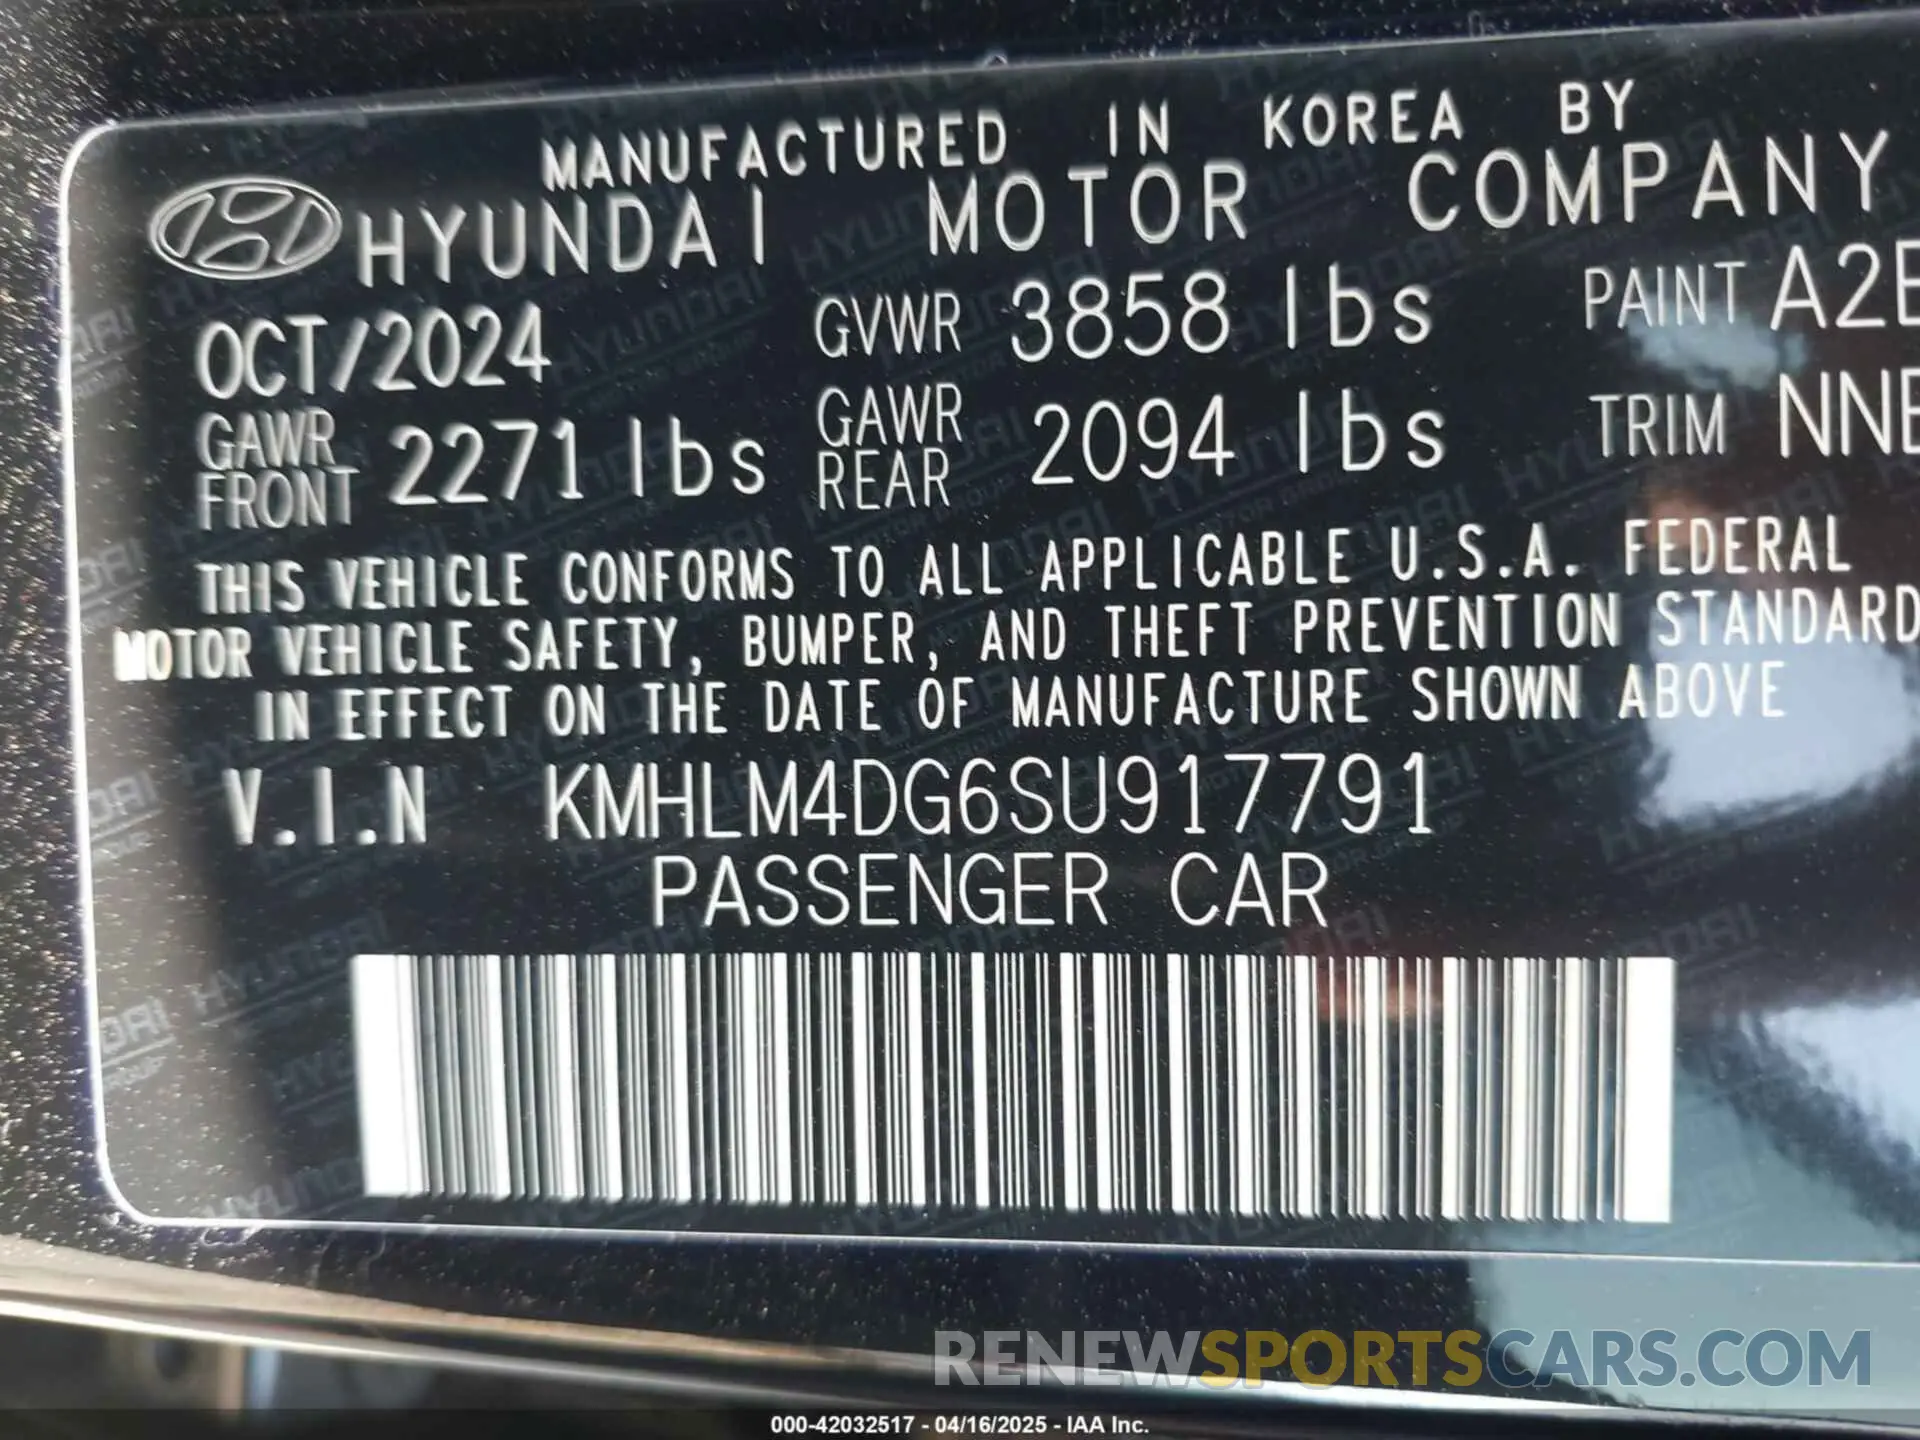 MANUFACTURED IN KOREA BY
HYUNDAI MOTOR COMPANY
OCT/2024 GVWR 3858 lbs PAINT A2B
GAWR FRONT 2271 lbs GAWR REAR 2094 lbs TRIM NNB
THIS VEHICLE CONFORMS TO ALL APPLICABLE U.S.A. FEDERAL
MOTOR VEHICLE SAFETY, BUMPER, AND THEFT PREVENTION STANDARD
IN EFFECT ON THE DATE OF MANUFACTURE SHOWN ABOVE
V.I.N KMHLM4DG6SU917791
PASSENGER CAR
RENEWSPORTSCARS.COM
000-42032517 - 04/16/2025 - IAA Inc.